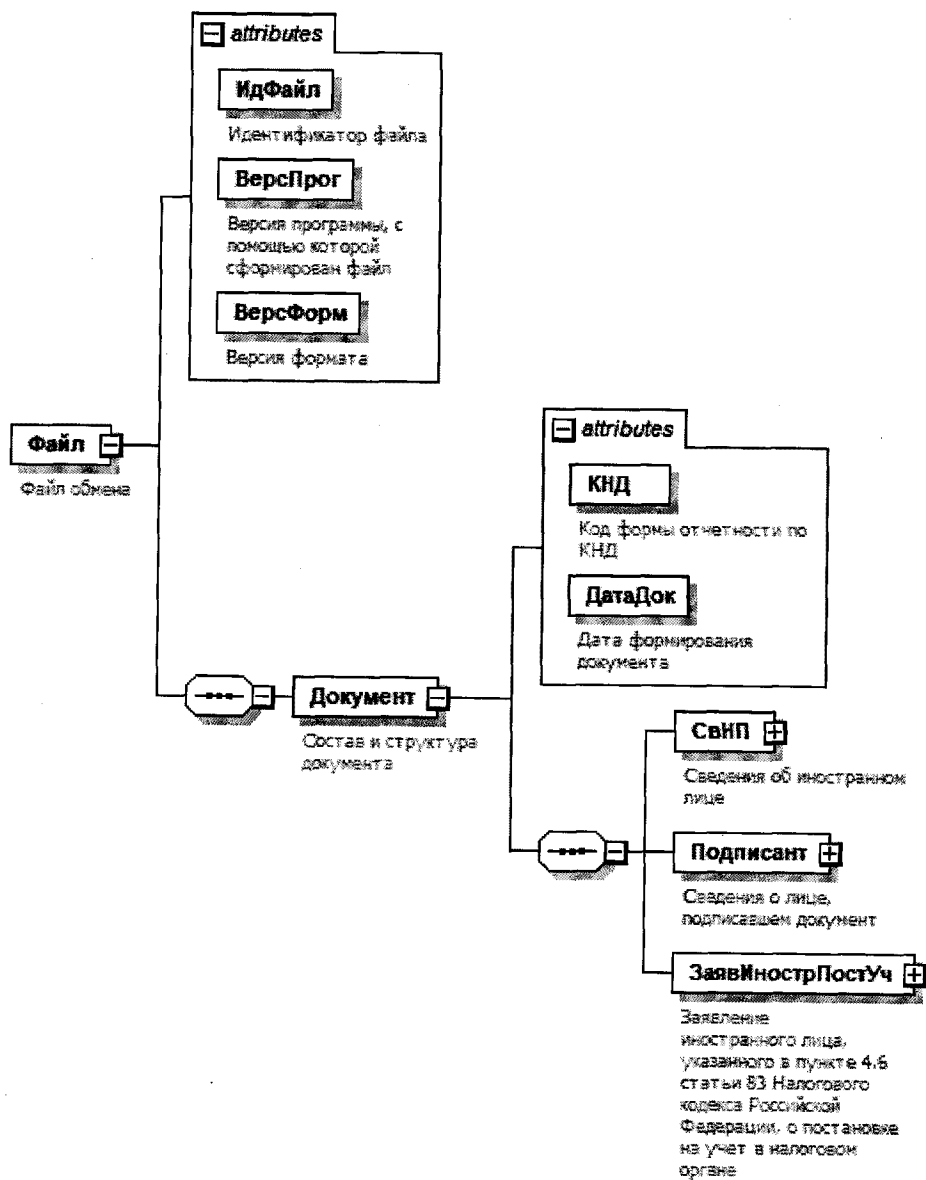 attributes
ИдФайл
Идентификатор файла
ВерсПрог
Версия программы, с
помощью которой
сформирован файл
ВерсФорм
Версия формата
Файл
Файл обмена
attributes
КНД
Код формы отчетности по
КНД
ДатаДок
Дата формирования
документа
Документ
Состав и структура
документа
СвНП
Сведения об иностранном
лице
Подписант
Сведения о лице,
подписавшем документ
ЗаявИнострПостУч
Заявление
иностранного лица,
указанного в пункте 4.6
статьи 83 Налогового
кодекса Российской
Федерации, о постановке
на учет в налоговом
органе